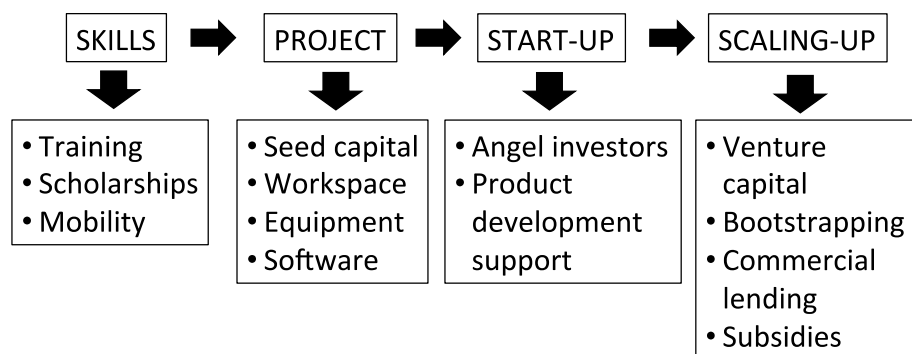 SKILLS
PROJECT
START-UP
SCALING-UP
• Training
• Scholarships
• Mobility
• Seed capital
• Workspace
• Equipment
• Software
• Angel investors
• Product
development
support
• Venture
capital
• Bootstrapping
• Commercial
lending
• Subsidies